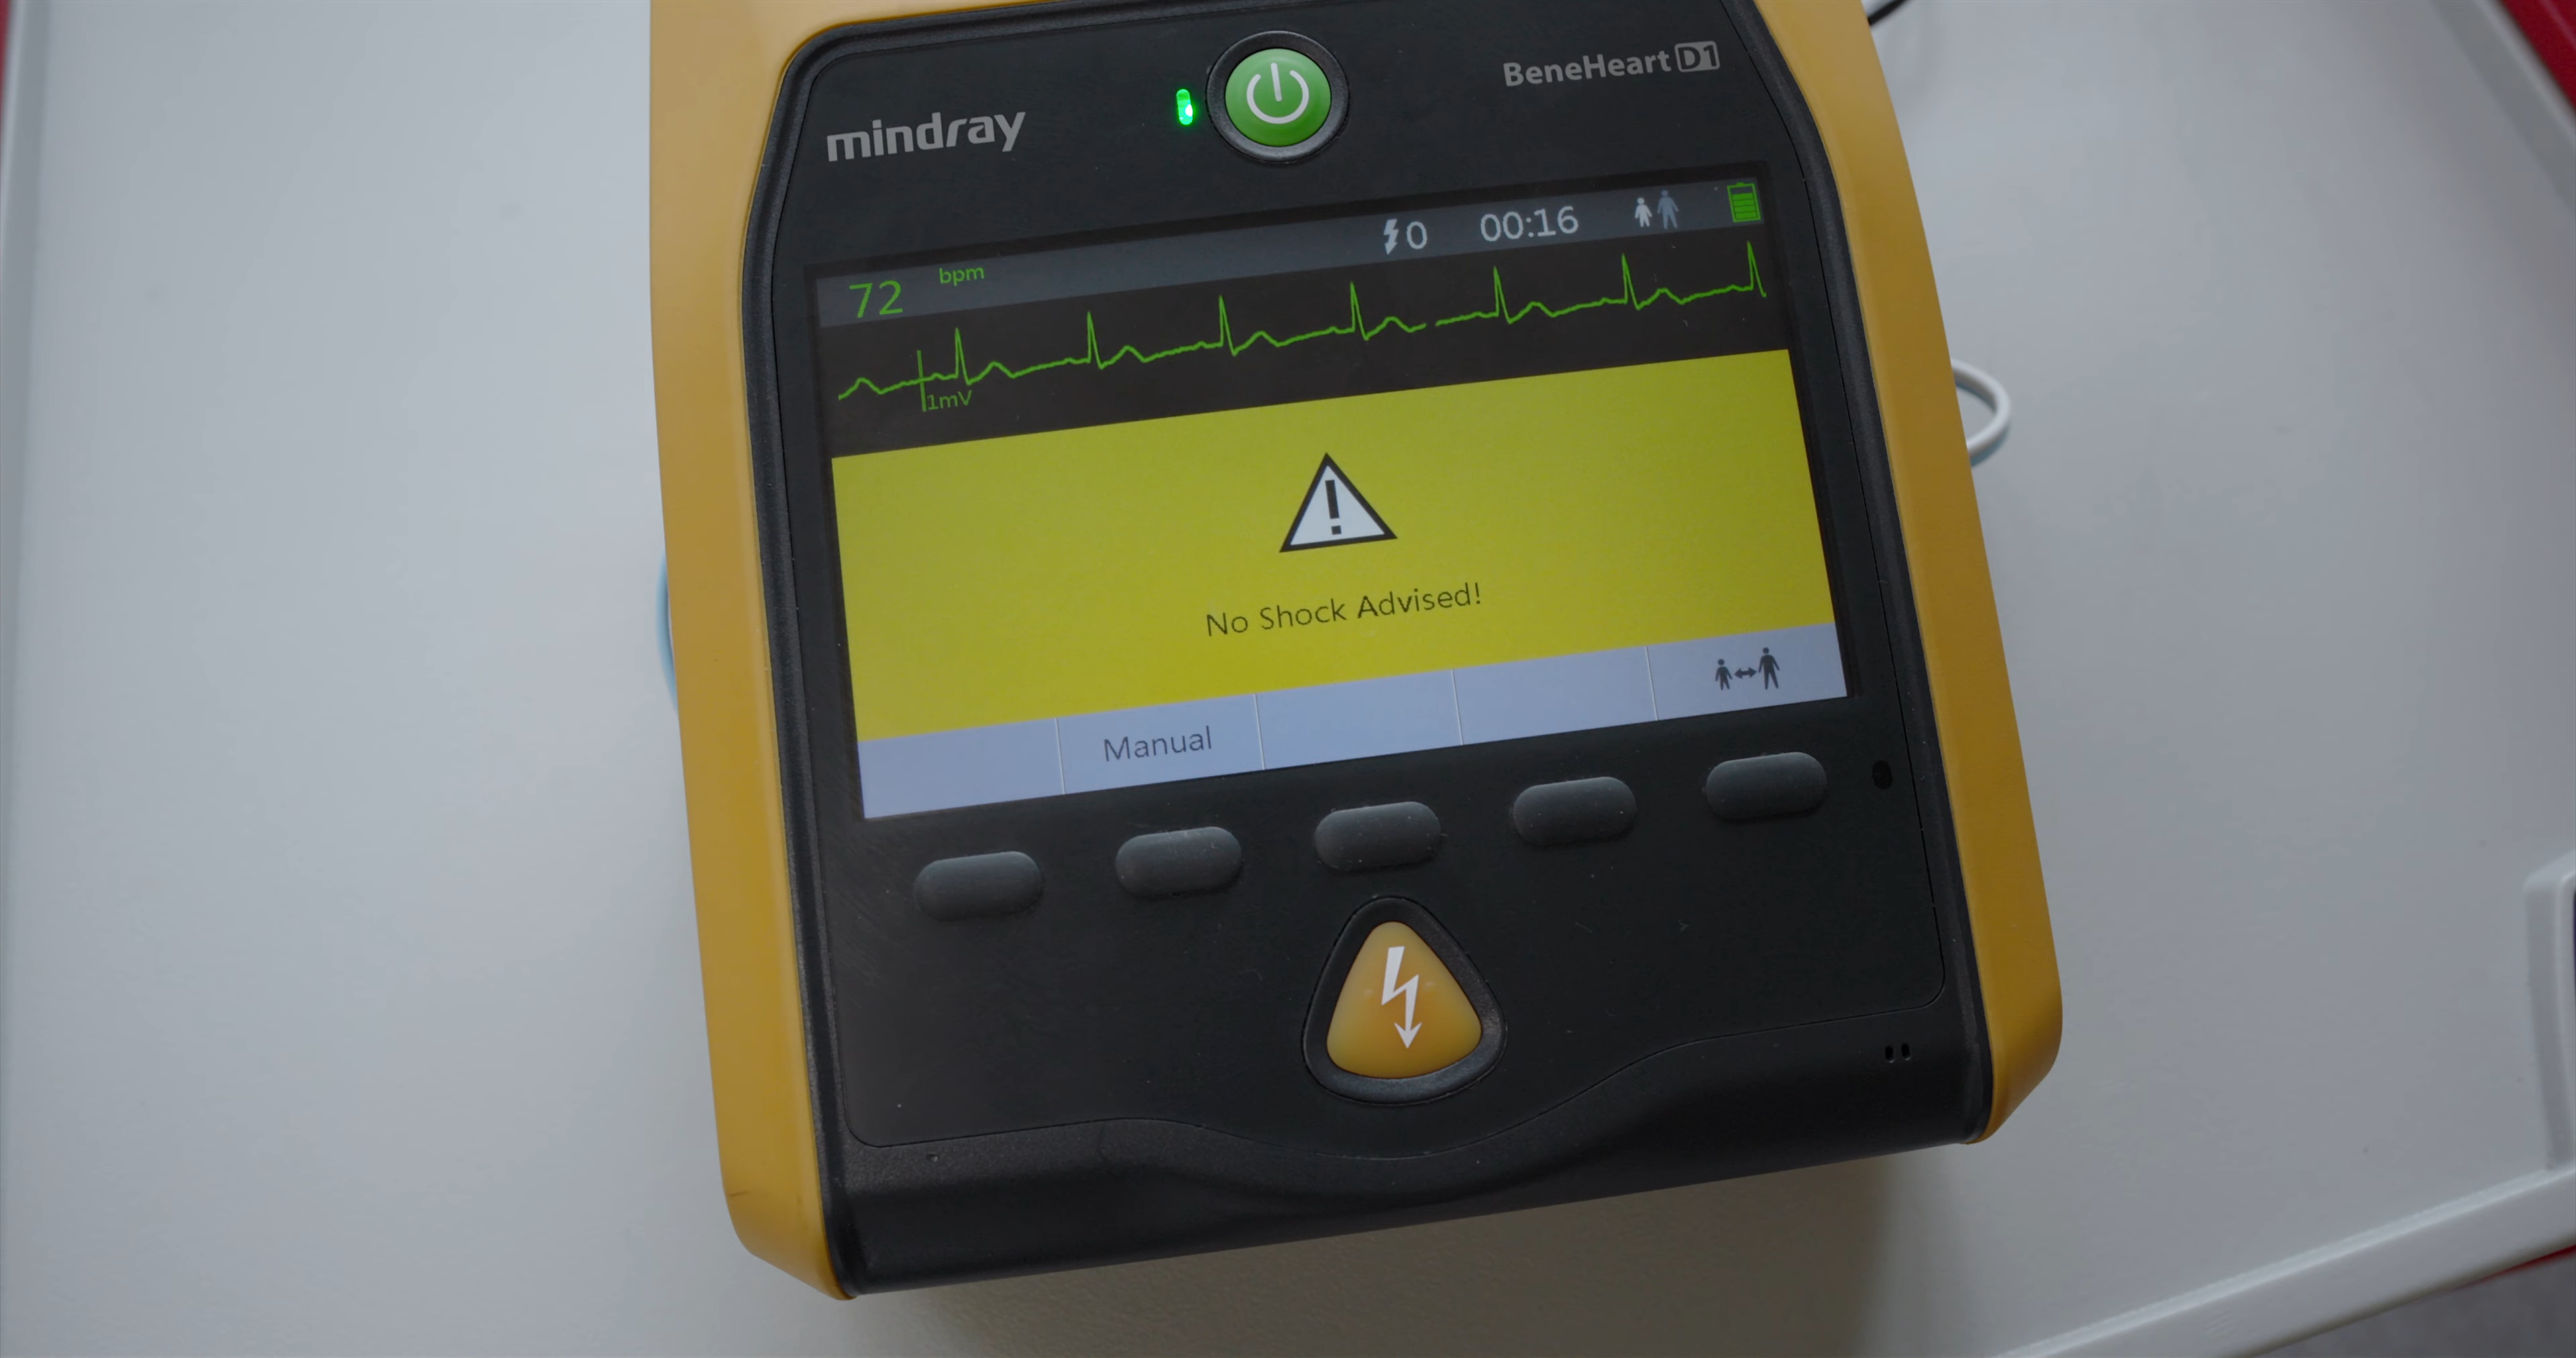 mindray
BeneHeart D1
0 00:16
72 bpm
1mV
No Shock Advised!
Manual